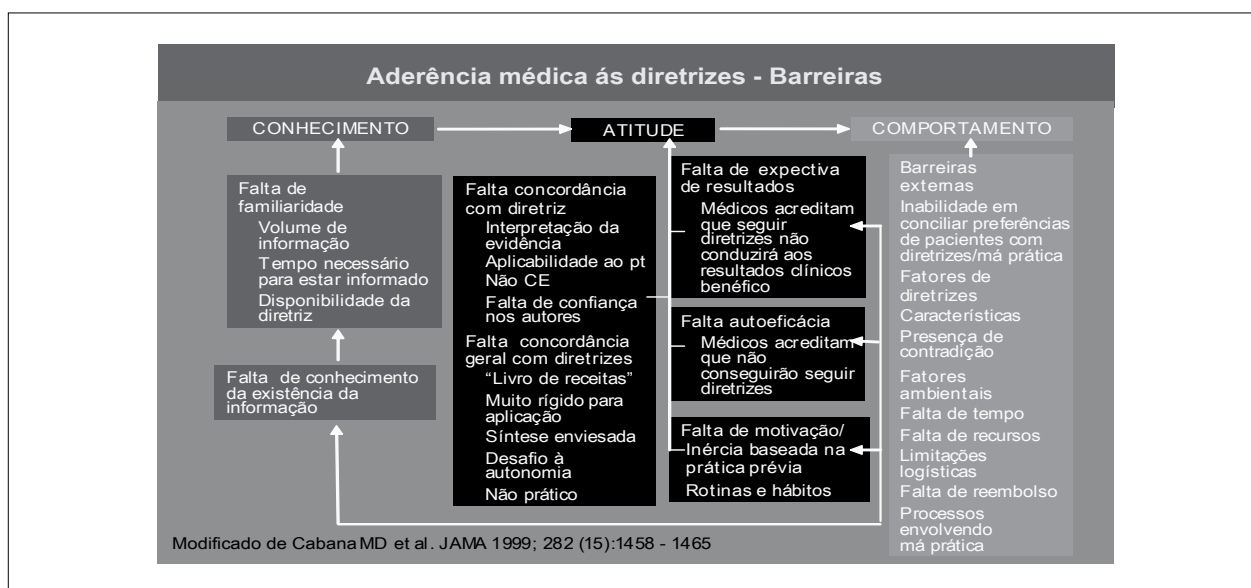 Aderência médica ás diretrizes - Barreiras
CONHECIMENTO
ATITUDE
COMPORTAMENTO
Falta de
familiaridade
Volume de
informação
Tempo necessário
para estar informado
Disponibilidade da
diretriz
Falta de conhecimento
da existência da
informação
Falta concordância
com diretriz
Interpretação da
evidência
Aplicabilidade ao pt
Não CE
Falta de confiança
nos autores
Falta concordância
geral com diretrizes
“Livro de receitas”
Muito rígido para
aplicação
Síntese enviesada
Desafio à
autonomia
Não prático
Falta de expectiva
de resultados
Médicos acreditam
que seguir
diretrizes não
conduzirá aos
resultados clínicos
benéfico
Falta autoeficácia
Médicos acreditam
que não
conseguirão seguir
diretrizes
Falta de motivação/
Inércia baseada na
prática prévia
Rotinas e hábitos
Barreiras
externas
Inabilidade em
conciliar preferências
de pacientes com
diretrizes/má prática
Fatores de
diretrizes
Características
Presença de
contradição
Fatores
ambientais
Falta de tempo
Falta de recursos
Limitações
logísticas
Falta de reembolso
Processos
envolvendo
má prática
Modificado de Cabana MD et al. JAMA 1999; 282 (15):1458 - 1465